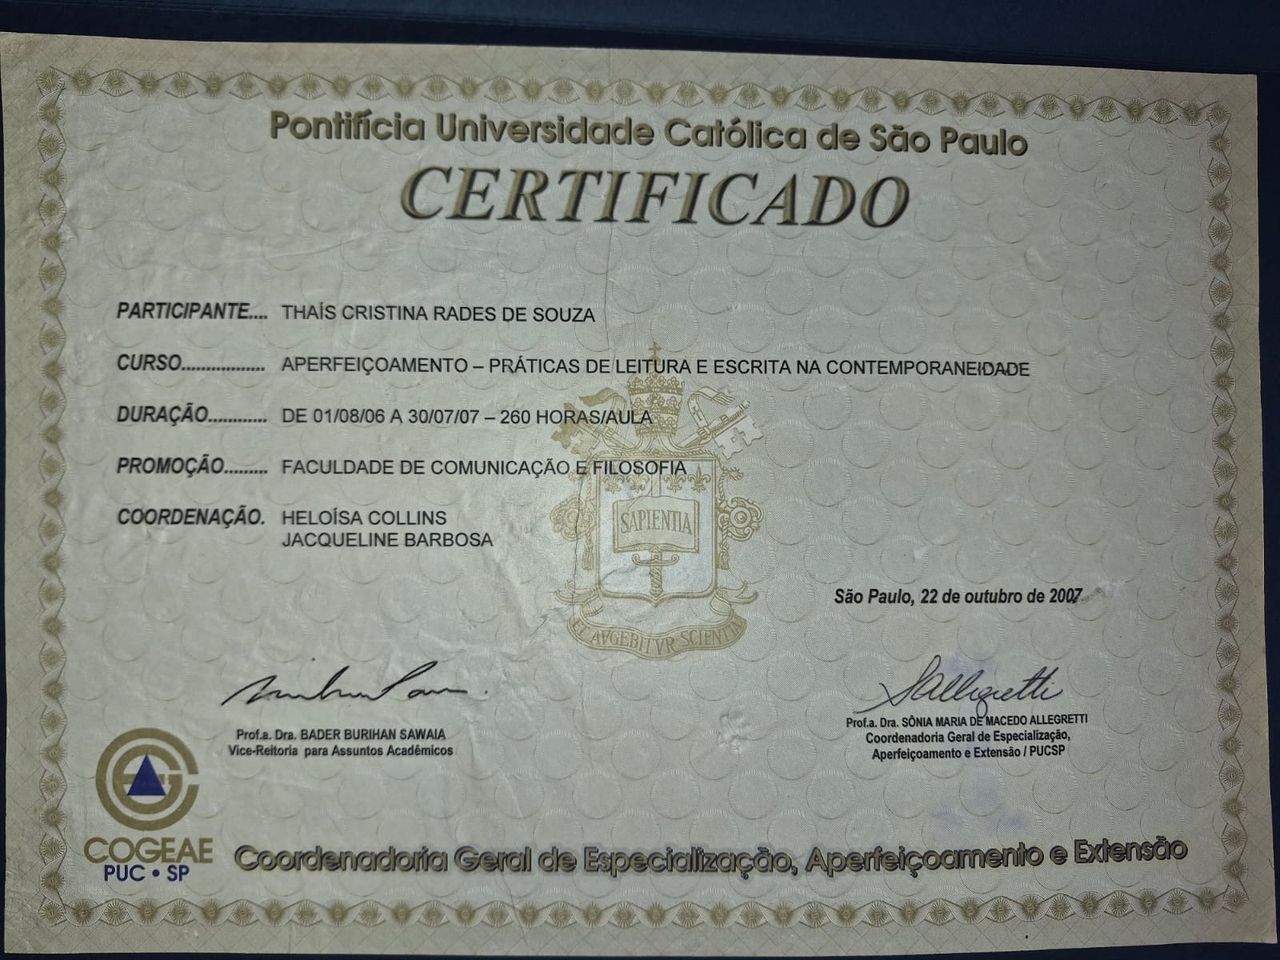 Pontifícia Universidade Católica de São Paulo
CERTIFICADO
PARTICIPANTE.... THAÍS CRISTINA RADES DE SOUZA
CURSO................. APERFEIÇOAMENTO – PRÁTICAS DE LEITURA E ESCRITA NA CONTEMPORANEIDADE
DURAÇÃO............ DE 01/08/06 A 30/07/07 – 260 HORAS/AULA
PROMOÇÃO......... FACULDADE DE COMUNICAÇÃO E FILOSOFIA
COORDENAÇÃO. HELOÍSA COLLINS
JACQUELINE BARBOSA
SAPIENTIA
ET AVGEBITVR SCIENTIA
São Paulo, 22 de outubro de 2007
SAllegretti
Prof.a. Dra. BADER BURIHAN SAWAIA
Vice-Reitoria para Assuntos Acadêmicos
Prof.a. Dra. SÔNIA MARIA DE MACEDO ALLEGRETTI
Coordenadoria Geral de Especialização,
Aperfeiçoamento e Extensão / PUCSP
COGEAE
PUC • SP
Coordenadoria Geral de Especialização, Aperfeiçoamento e Extensão